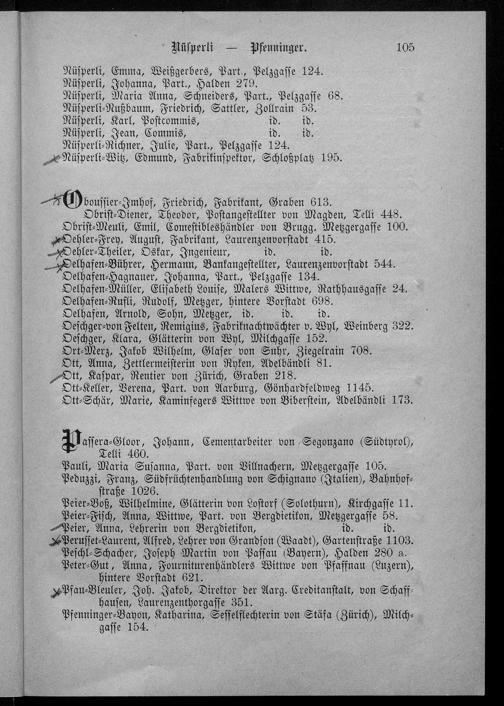 Nüsperli — Pfenninger. 105
Nüsperli, Emma, Weißgerbers, Part., Pelzgasse 124.
Nüsperli, Johanna, Part., Halden 279.
Nüsperli, Maria Anna, Schneiders, Part., Pelzgasse 68.
Nüsperli-Nußbaum, Friedrich, Sattler, Zollrain 53.
Nüsperli, Karl, Postcommis, id. id.
Nüsperli, Jean, Commis, id. id.
Nüsperli-Richner, Julie, Part., Pelzgasse 124.
Nüsperli-Witz, Edmund, Fabrikinspektor, Schloßplatz 195.
Oboussier-Imhof, Friedrich, Fabrikant, Graben 613.
Obrist-Diener, Theodor, Postangestellter von Magden, Telli 448.
Obrist-Meuli, Emil, Comestibleshändler von Brugg. Metzgergasse 100.
Oehler-Frey, August, Fabrikant, Laurenzenvorstadt 415.
Oehler-Theiler, Oskar, Ingenieur, id. id.
Oelhafen-Bührer, Hermann, Bankangestellter, Laurenzenvorstadt 544.
Oelhafen-Hagnauer, Johanna, Part., Pelzgasse 134.
Oelhafen-Müller, Elisabeth Louise, Malers Wittwe, Rathhausgasse 24.
Oelhafen-Rufli, Rudolf, Metzger, hintere Vorstadt 698.
Oelhafen, Arnold, Sohn, Metzger, id. id. id.
Oeschger-von Felten, Remigius, Fabriknachtwächter v. Wyl, Weinberg 322.
Oeschger, Klara, Glätterin von Wyl, Milchgasse 152.
Ort-Merz, Jakob Wilhelm, Glaser von Suhr, Ziegelrain 708.
Ott, Anna, Zettlermeisterin von Ryken, Adelbändli 81.
Ott, Kaspar, Rentier von Zürich, Graben 218.
Ott-Keller, Verena, Part. von Aarburg, Gönhardfeldweg 1145.
Ott-Schär, Marie, Kaminfegers Wittwe von Biberstein, Adelbändli 173.
Passera-Gloor, Johann, Cementarbeiter von Segonzano (Südtyrol),
Telli 460.
Pauli, Maria Susanna, Part. von Villnachern, Metzgergasse 105.
Peduzzi, Franz, Südfrüchtenhandlung von Schignano (Italien), Bahnhof-
straße 1026.
Peier-Boß, Wilhelmine, Glätterin von Lostorf (Solothurn), Kirchgasse 11.
Peier-Fisch, Anna, Wittwe, Part. von Bergdietikon, Metzgergasse 58.
Peier, Anna, Lehrerin von Bergdietikon, id. id.
Perusset-Laurent, Alfred, Lehrer von Grandson (Waadt), Gartenstraße 1103.
Peschl-Schacher, Joseph Martin von Passau (Bayern), Halden 280 a.
Peter-Gut, Anna, Fourniturenhändlers Wittwe von Pfaffnau (Luzern),
hintere Vorstadt 621.
Pfau-Bleuler, Joh. Jakob, Direktor der Aarg. Creditanstalt, von Schaff
hausen, Laurenzenthorgasse 351.
Pfenninger-Bayon, Katharina, Sesselflechterin von Stäfa (Zürich), Milch-
gasse 154.